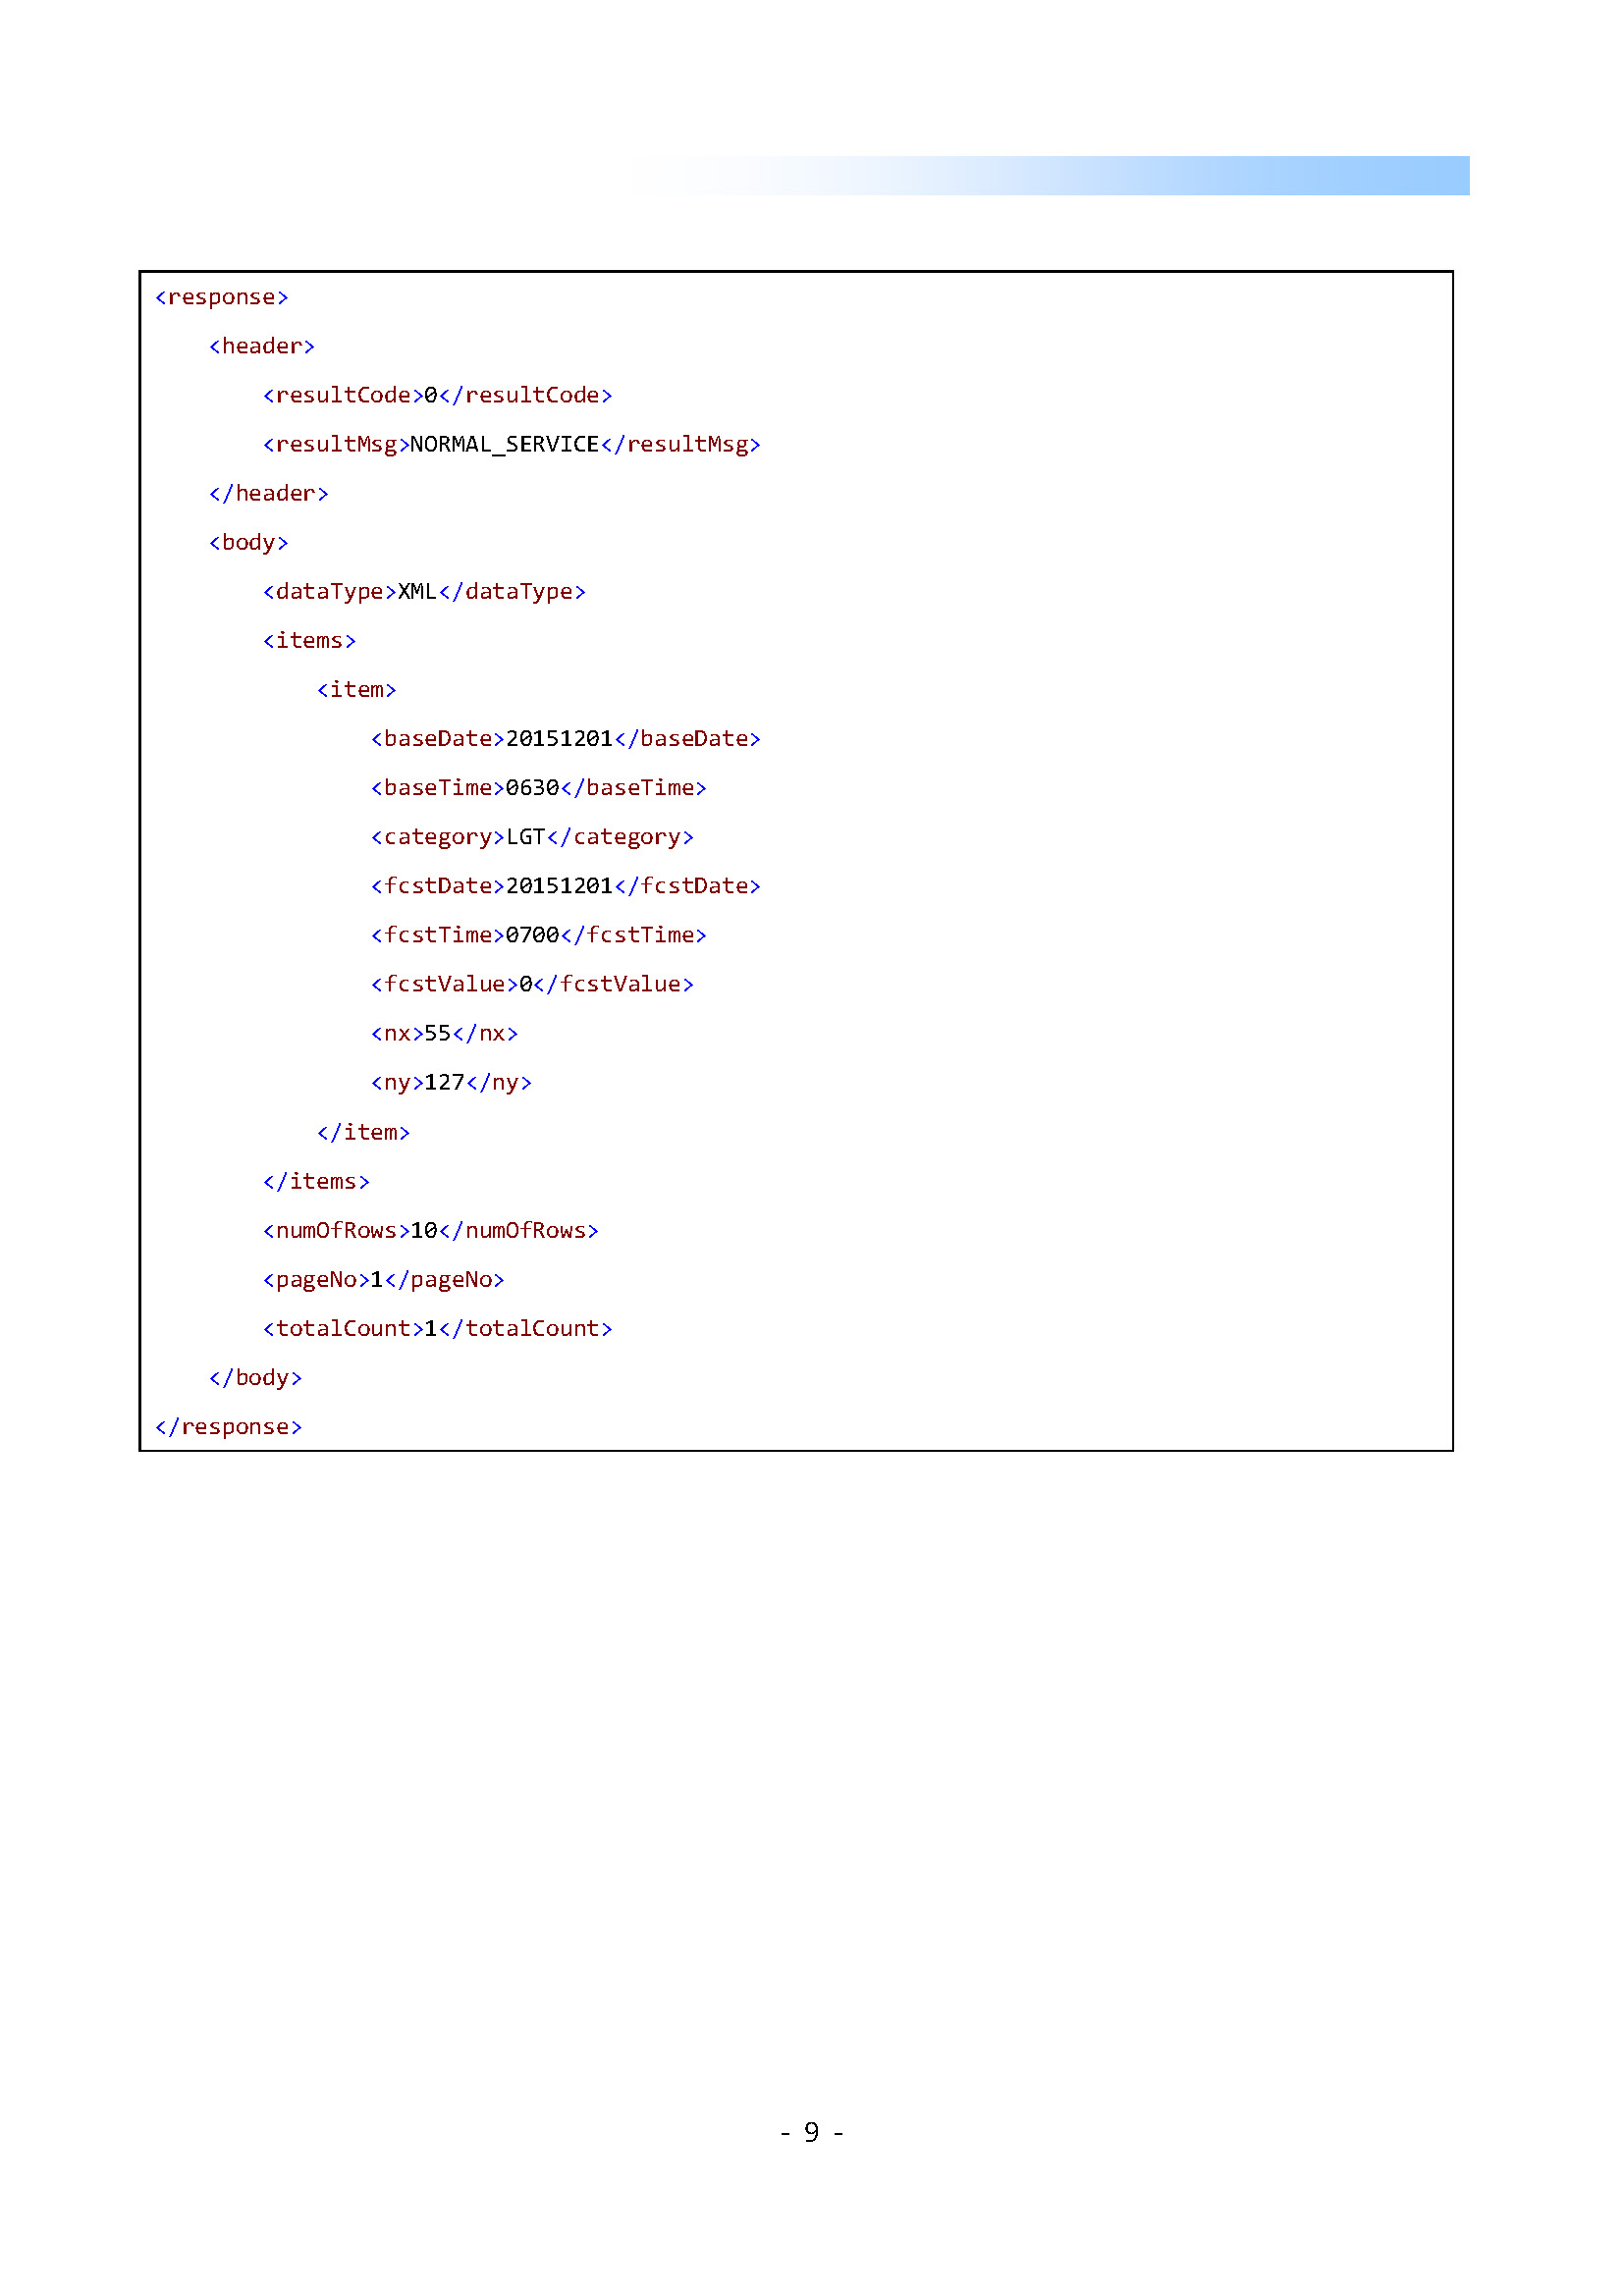 <response>
<header>
<resultCode>0</resultCode>
<resultMsg>NORMAL_SERVICE</resultMsg>
</header>
<body>
<dataType>XML</dataType>
<items>
<item>
<baseDate>20151201</baseDate>
<baseTime>0630</baseTime>
<category>LGT</category>
<fcstDate>20151201</fcstDate>
<fcstTime>0700</fcstTime>
<fcstValue>0</fcstValue>
<nx>55</nx>
<ny>127</ny>
</item>
</items>
<numOfRows>10</numOfRows>
<pageNo>1</pageNo>
<totalCount>1</totalCount>
</body>
</response>
- 9 -